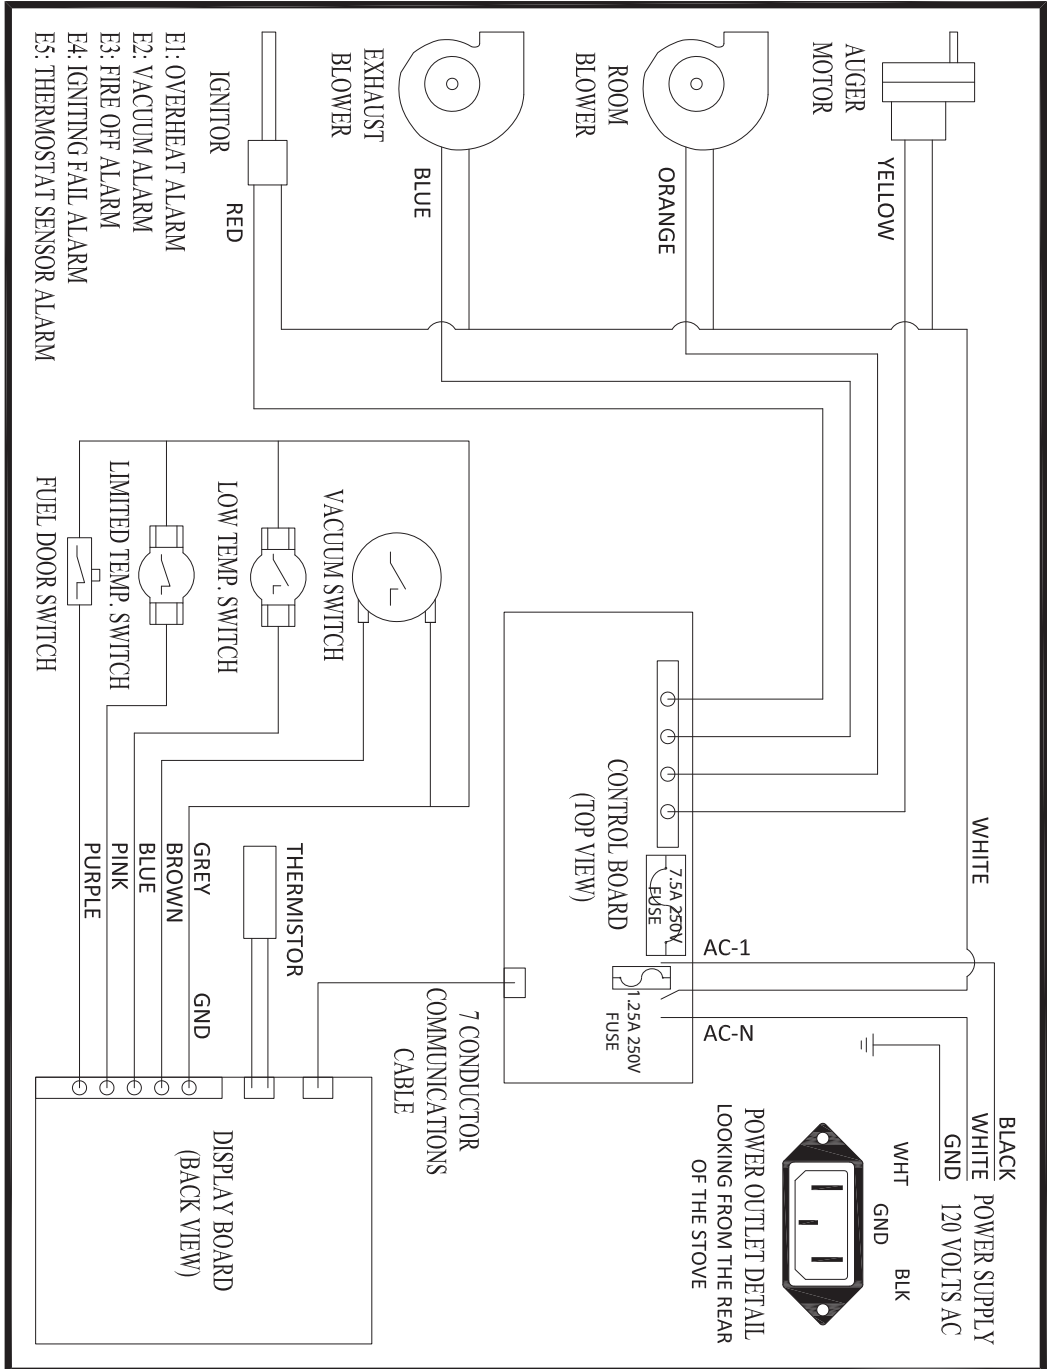 AUGER
MOTOR
YELLOW
ROOM
BLOWER
ORANGE
EXHAUST
BLOWER
BLUE
IGNITOR
RED
E1: OVERHEAT ALARM
E2: VACUUM ALARM
E3: FIRE OFF ALARM
E4: IGNITING FAIL ALARM
E5: THERMOSTAT SENSOR ALARM
VACUUM SWITCH
LOW TEMP. SWITCH
LIMITED TEMP. SWITCH
FUEL DOOR SWITCH
WHITE
CONTROL BOARD
(TOP VIEW)
7.5A 250V
FUSE
AC-1
1.25A 250V
FUSE
AC-N
THERMISTOR
GREY
BROWN
BLUE
PINK
PURPLE
GND
7 CONDUCTOR
COMMUNICATIONS
CABLE
BLACK
WHITE
GND
POWER SUPPLY
120 VOLTS AC
WHT
GND
BLK
POWER OUTLET DETAIL
LOOKING FROM THE REAR
OF THE STOVE
DISPLAY BOARD
(BACK VIEW)